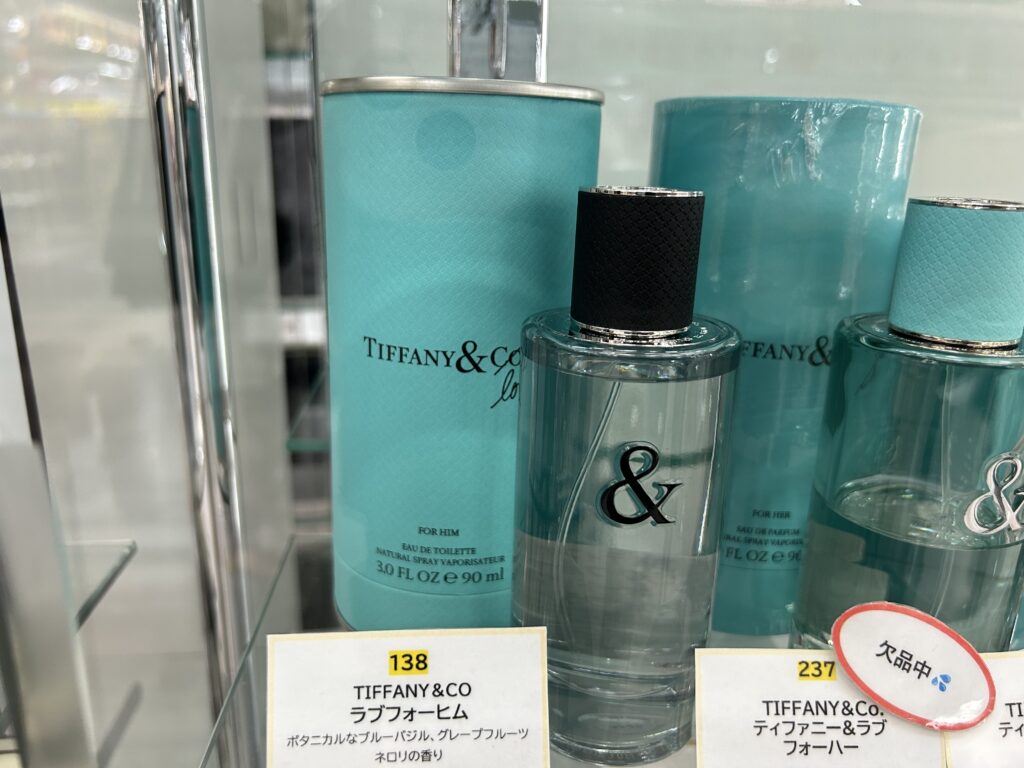 TIFFANY & CO
FOR HIM
EAU DE TOILETTE
NATURAL SPRAY VAPORISATEUR
3.0 FL OZ e 90 ml
&
FFANY &
FOR HER
EAU DE PARFUM
FL OZ e 90
&
138
TIFFANY & CO
ラブフォーヒム
ボタニカルなブルーバジル、グレープフルーツ
ネロリの香り
237
TIFFANY & CO.
ティファニー&ラブ
フォーハー
欠品中